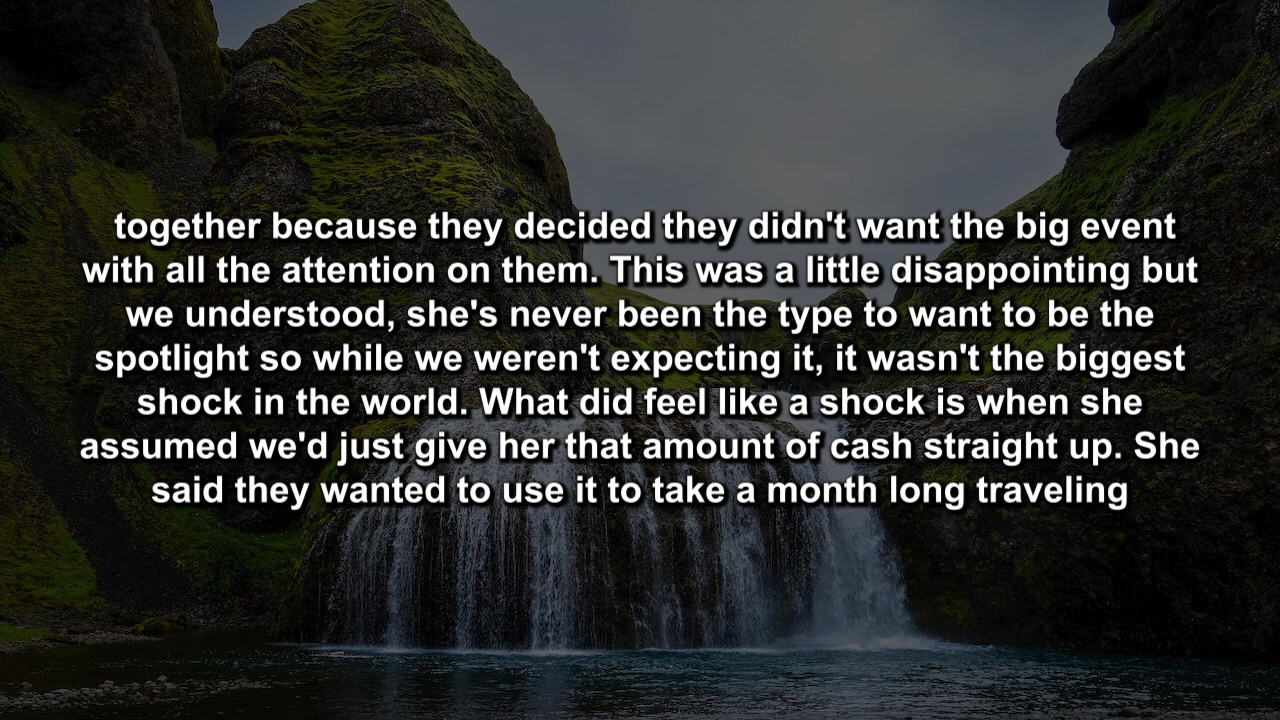 together because they decided they didn't want the big event
with all the attention on them. This was a little disappointing but
we understood, she's never been the type to want to be the
spotlight so while we weren't expecting it, it wasn't the biggest
shock in the world. What did feel like a shock is when she
assumed we'd just give her that amount of cash straight up. She
said they wanted to use it to take a month long traveling